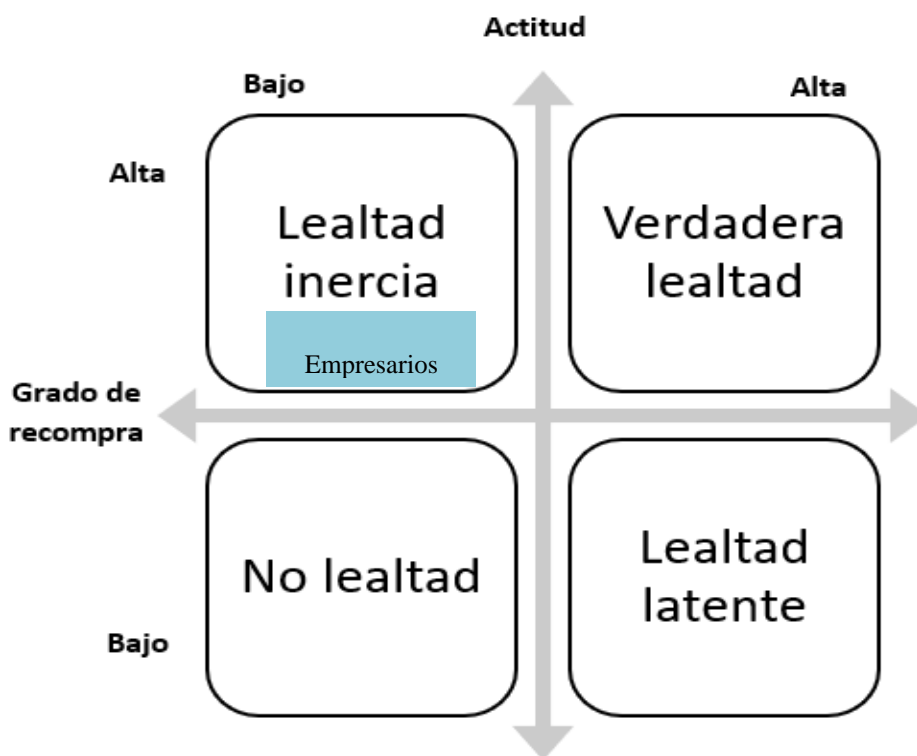 Actitud
Bajo
Alta
Alta
Lealtad
inercia
Empresarios
Verdadera
lealtad
Grado de
recompra
No lealtad
Lealtad
latente
Bajo